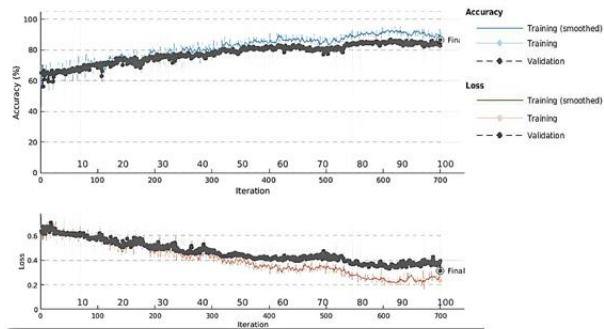 100
80
60
40
20
0
Accuracy (%)
10 20 30 40 50 60 70 80 90 100
0 100 200 300 400 500 600 700
Iteration
Fina
0.6
0.4
0.2
0
Loss
10 20 30 40 50 60 70 80 90 100
0 100 200 300 400 500 600 700
Iteration
Final
Accuracy
Training (smoothed)
Training
Validation
Loss
Training (smoothed)
Training
Validation